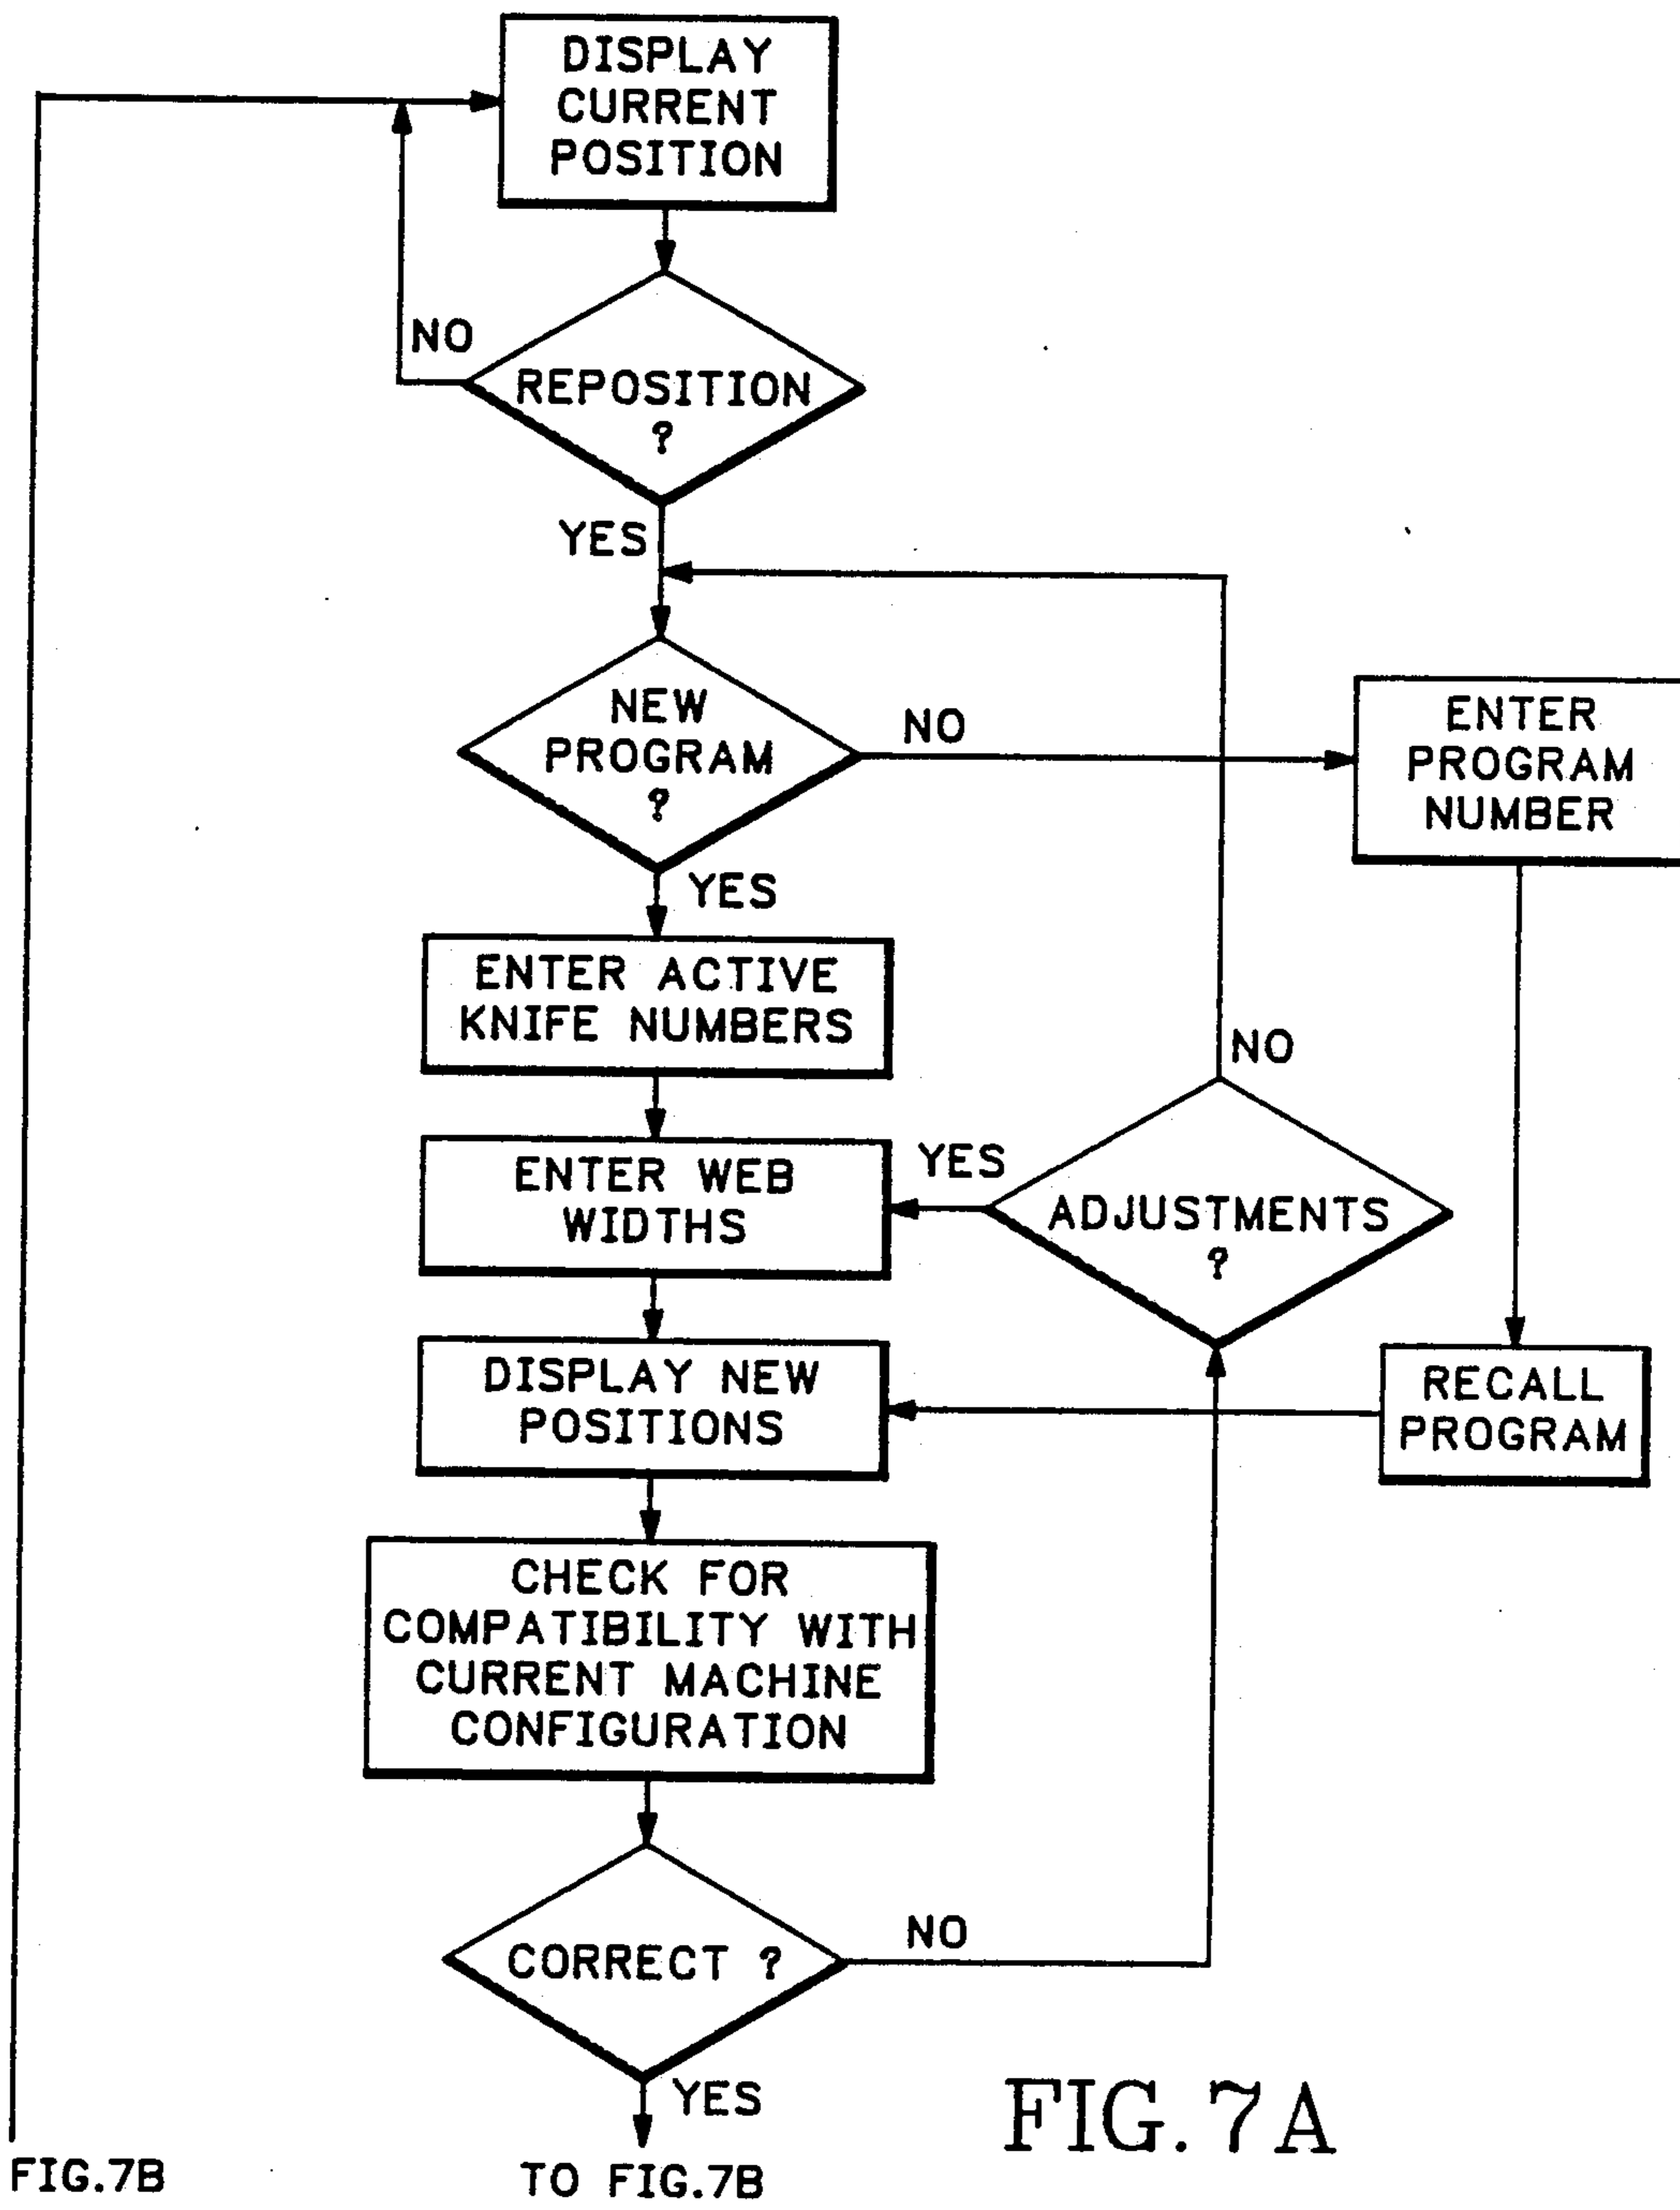 DISPLAY
CURRENT
POSITION
NO
REPOSITION
?
YES
NEW
PROGRAM
?
NO
ENTER
PROGRAM
NUMBER
YES
ENTER ACTIVE
KNIFE NUMBERS
NO
ENTER WEB
WIDTHS
YES
ADJUSTMENTS
?
DISPLAY NEW
POSITIONS
RECALL
PROGRAM
CHECK FOR
COMPATIBILITY WITH
CURRENT MACHINE
CONFIGURATION
CORRECT ?
NO
YES
FIG. 7A
FIG.7B
TO FIG.7B